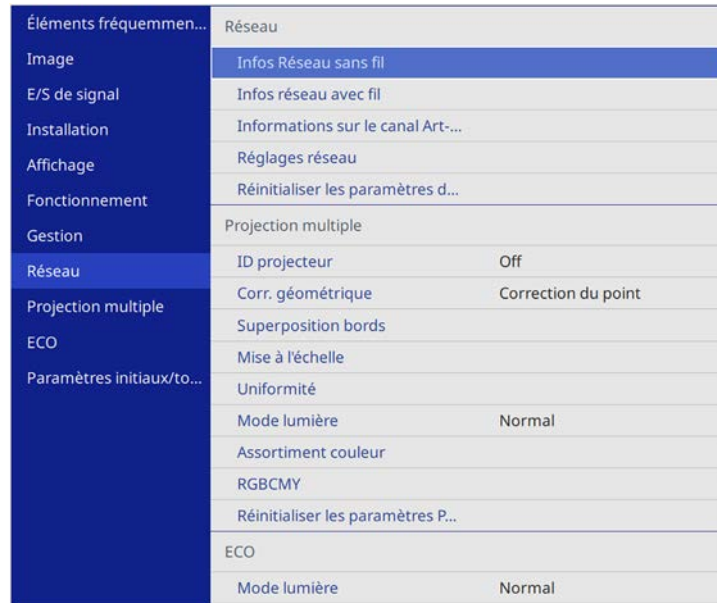 Éléments fréquemmen...
Image
E/S de signal
Installation
Affichage
Fonctionnement
Gestion
Réseau
Projection multiple
ECO
Paramètres initiaux/to...
Réseau
Infos Réseau sans fil
Infos réseau avec fil
Informations sur le canal Art-...
Réglages réseau
Réinitialiser les paramètres d...
Projection multiple
ID projecteur Off
Corr. géométrique Correction du point
Superposition bords
Mise à l'échelle
Uniformité
Mode lumière Normal
Assortiment couleur
RGBCMY
Réinitialiser les paramètres P...
ECO
Mode lumière Normal